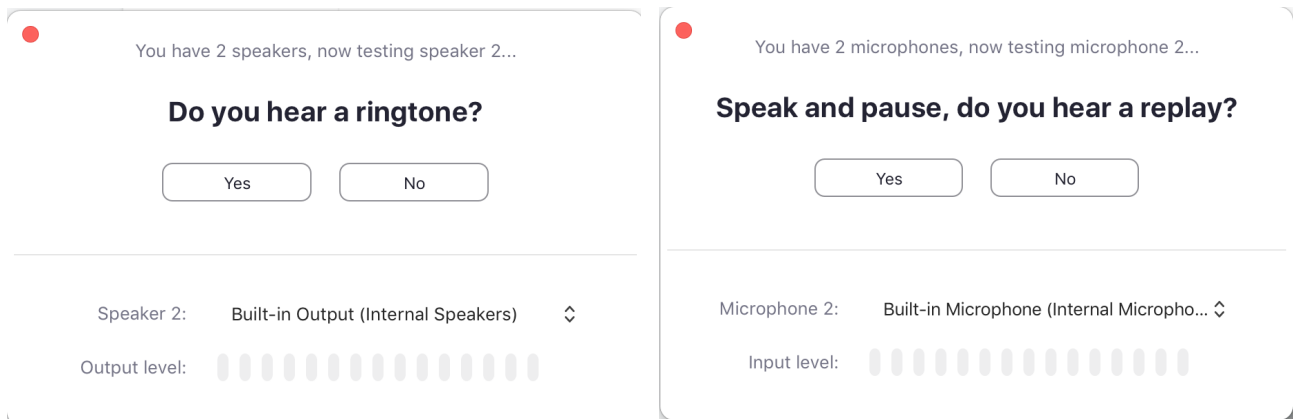 You have 2 speakers, now testing speaker 2...
Do you hear a ringtone?
Yes No
Speaker 2: Built-in Output (Internal Speakers)
Output level:
You have 2 microphones, now testing microphone 2...
Speak and pause, do you hear a replay?
Yes No
Microphone 2: Built-in Microphone (Internal Micropho...
Input level: